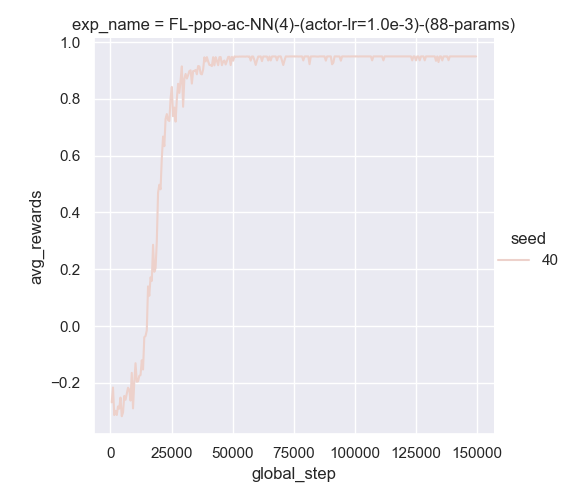 exp_name = FL-ppo-ac-NN(4)-(actor-lr=1.0e-3)-(88-params)
1.0
0.8
0.6
0.4
0.2
0.0
−0.2
avg_rewards
seed
40
0 25000 50000 75000 100000 125000 150000
global_step